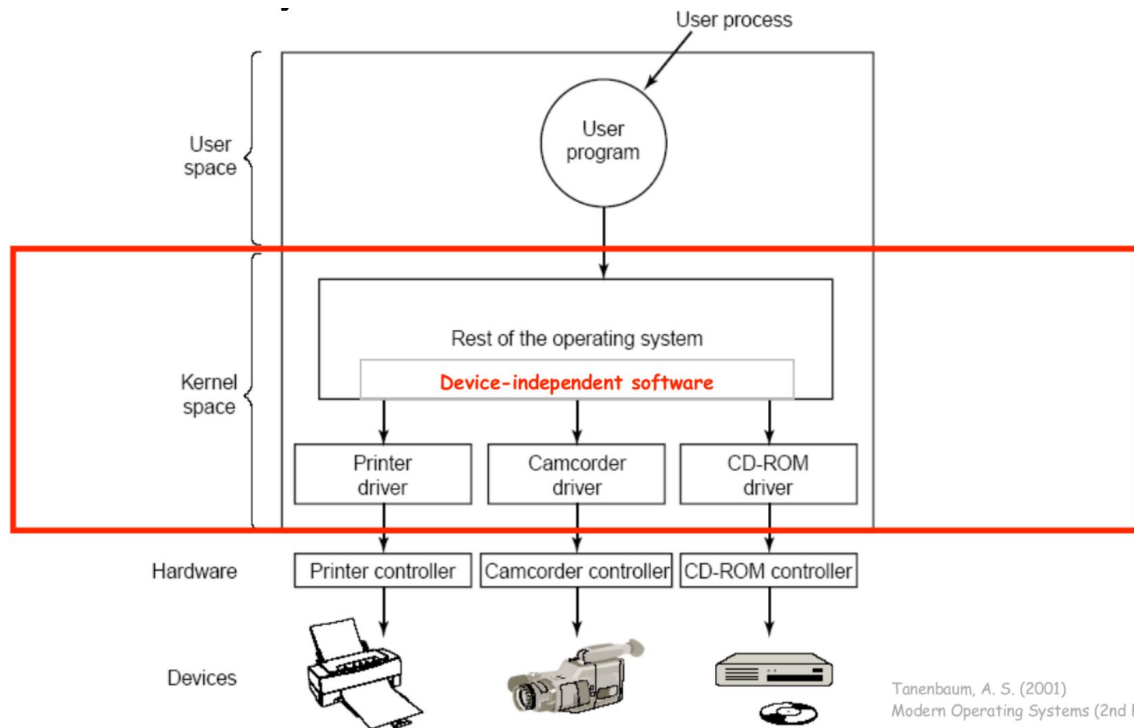 User process
User
program
User
space
Rest of the operating system
Device-independent software
Kernel
space
Printer
driver
Camcorder
driver
CD-ROM
driver
Hardware
Printer controller
Camcorder controller
CD-ROM controller
Devices
Tanenbaum, A. S. (2001)
Modern Operating Systems (2nd